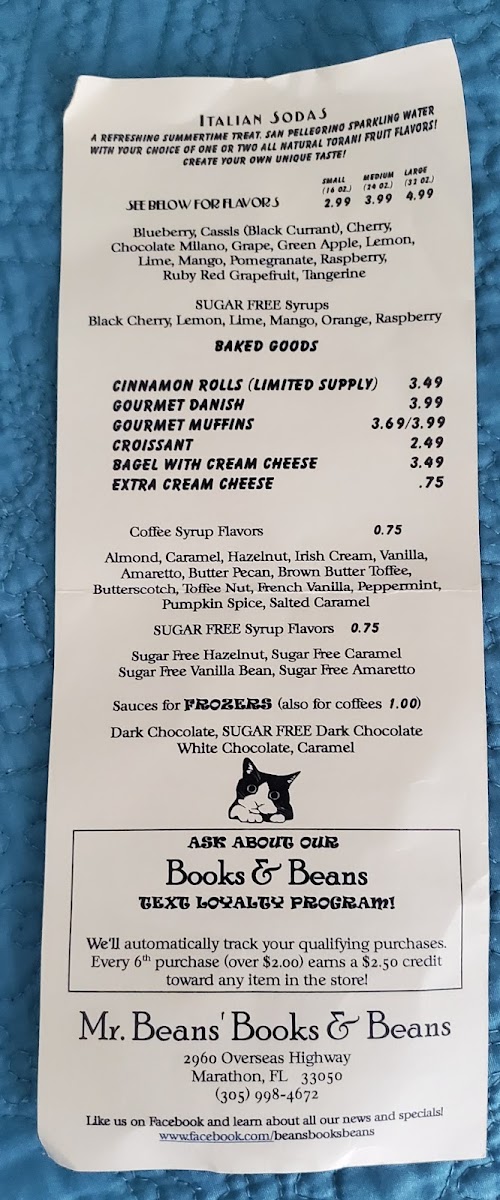 ITALIAN SODAS
A REFRESHING SUMMERTIME TREAT. SAN PELLEGRINO SPARKLING WATER
WITH YOUR CHOICE OF ONE OR TWO ALL NATURAL TORANI FRUIT FLAVORS!
CREATE YOUR OWN UNIQUE TASTE!
SMALL MEDIUM LARGE
(16 OZ.) (24 OZ.) (32 OZ.)
SEE BELOW FOR FLAVORS 2.99 3.99 4.99
Blueberry, Cassis (Black Currant), Cherry,
Chocolate Milano, Grape, Green Apple, Lemon,
Lime, Mango, Pomegranate, Raspberry,
Ruby Red Grapefruit, Tangerine
SUGAR FREE Syrups
Black Cherry, Lemon, Lime, Mango, Orange, Raspberry
BAKED GOODS
CINNAMON ROLLS (LIMITED SUPPLY) 3.49
GOURMET DANISH 3.99
GOURMET MUFFINS 3.69/3.99
CROISSANT 2.49
BAGEL WITH CREAM CHEESE 3.49
EXTRA CREAM CHEESE .75
Coffee Syrup Flavors 0.75
Almond, Caramel, Hazelnut, Irish Cream, Vanilla,
Amaretto, Butter Pecan, Brown Butter Toffee,
Butterscotch, Toffee Nut, French Vanilla, Peppermint,
Pumpkin Spice, Salted Caramel
SUGAR FREE Syrup Flavors 0.75
Sugar Free Hazelnut, Sugar Free Caramel
Sugar Free Vanilla Bean, Sugar Free Amaretto
Sauces for FROZERS (also for coffees 1.00)
Dark Chocolate, SUGAR FREE Dark Chocolate
White Chocolate, Caramel
ASK ABOUT OUR
Books & Beans
TEXT LOYALTY PROGRAM!
We'll automatically track your qualifying purchases.
Every 6th purchase (over $2.00) earns a $2.50 credit
toward any item in the store!
Mr. Beans' Books & Beans
2960 Overseas Highway
Marathon, FL 33050
(305) 998-4672
Like us on Facebook and learn about all our news and specials!
www.facebook.com/beansbooksbeans